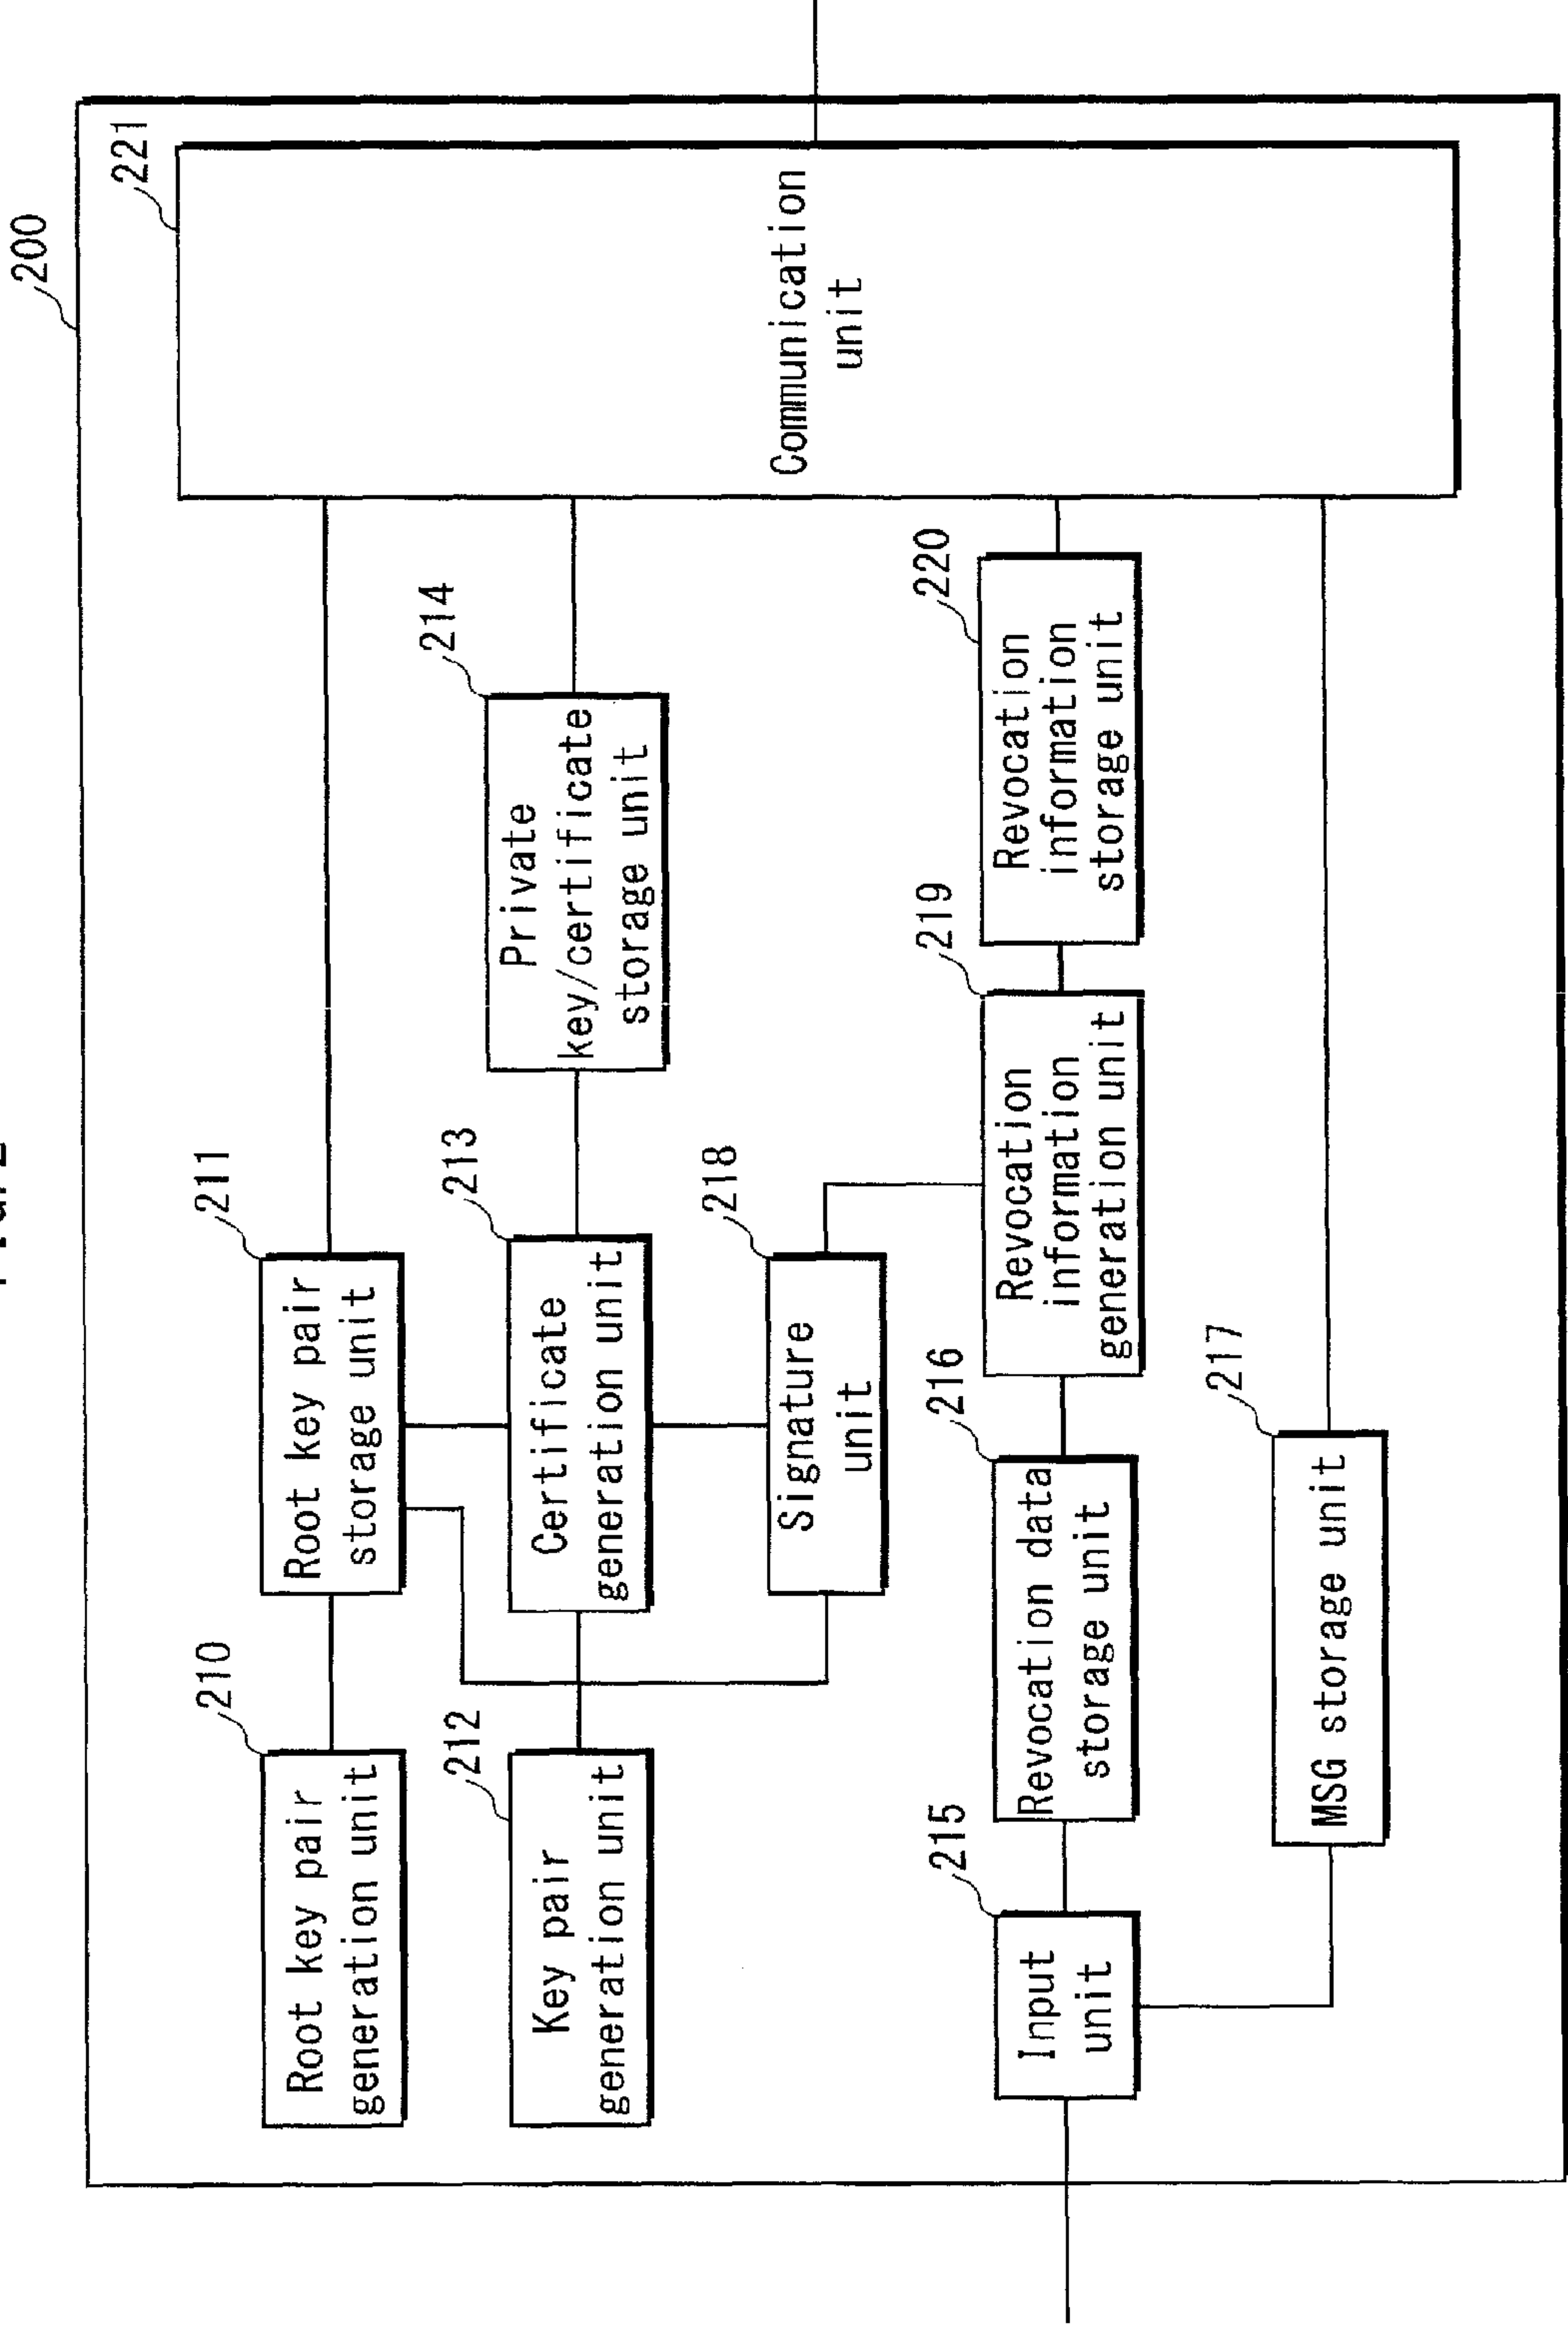 200
221
Communication
unit
210
Root key pair
generation unit
211
Root key pair
storage unit
212
Key pair
generation unit
213
Certificate
generation unit
214
Private
key/certificate
storage unit
218
Signature
unit
215
Input
unit
216
Revocation data
storage unit
219
Revocation
information
generation unit
220
Revocation
information
storage unit
217
MSG storage unit